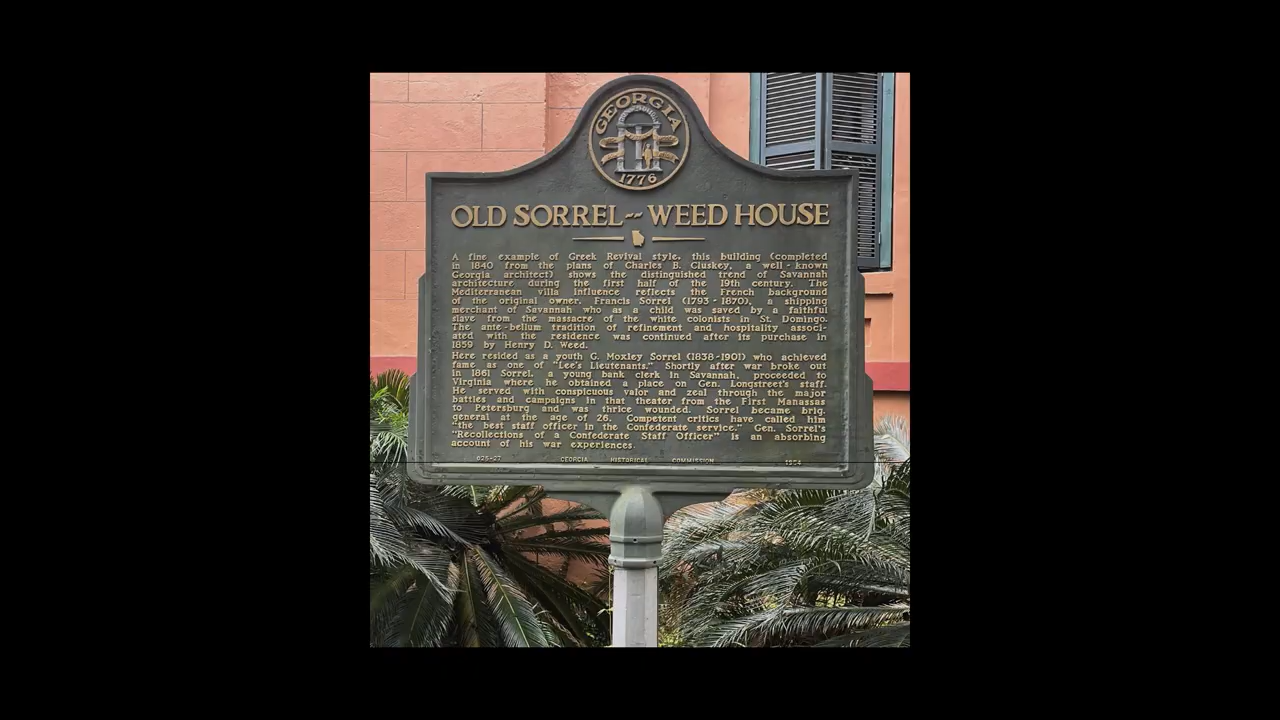 GEORGIA
1776
OLD SORREL--WEED HOUSE
A fine example of Greek Revival style, this building (completed
in 1840 from the plans of Charles B. Cluskey, a well-known
Georgia architect) shows the distinguished trend of Savannah
architecture during the first half of the 19th century. The
Mediterranean villa influence reflects the French background
of the original owner, Francis Sorrel (1793-1870), a shipping
merchant of Savannah who as a child was saved by a faithful
slave from the massacre of the white colonists in St. Domingo.
The ante-bellum tradition of refinement and hospitality associ-
ated with the residence was continued after its purchase in
1859 by Henry D. Weed.
Here resided as a youth G. Moxley Sorrel (1838-1901) who achieved
fame as one of "Lee's Lieutenants." Shortly after war broke out
in 1861 Sorrel, a young bank clerk in Savannah, proceeded to
Virginia where he obtained a place on Gen. Longstreet's staff.
He served with conspicuous valor and zeal through the major
battles and campaigns in that theater from the First Manassas
to Petersburg and was thrice wounded. Sorrel became brig.
general at the age of 26. Competent critics have called him
"the best staff officer in the Confederate service." Gen. Sorrel's
"Recollections of a Confederate Staff Officer" is an absorbing
account of his war experiences.
025-27 GEORGIA HISTORICAL COMMISSION 1954